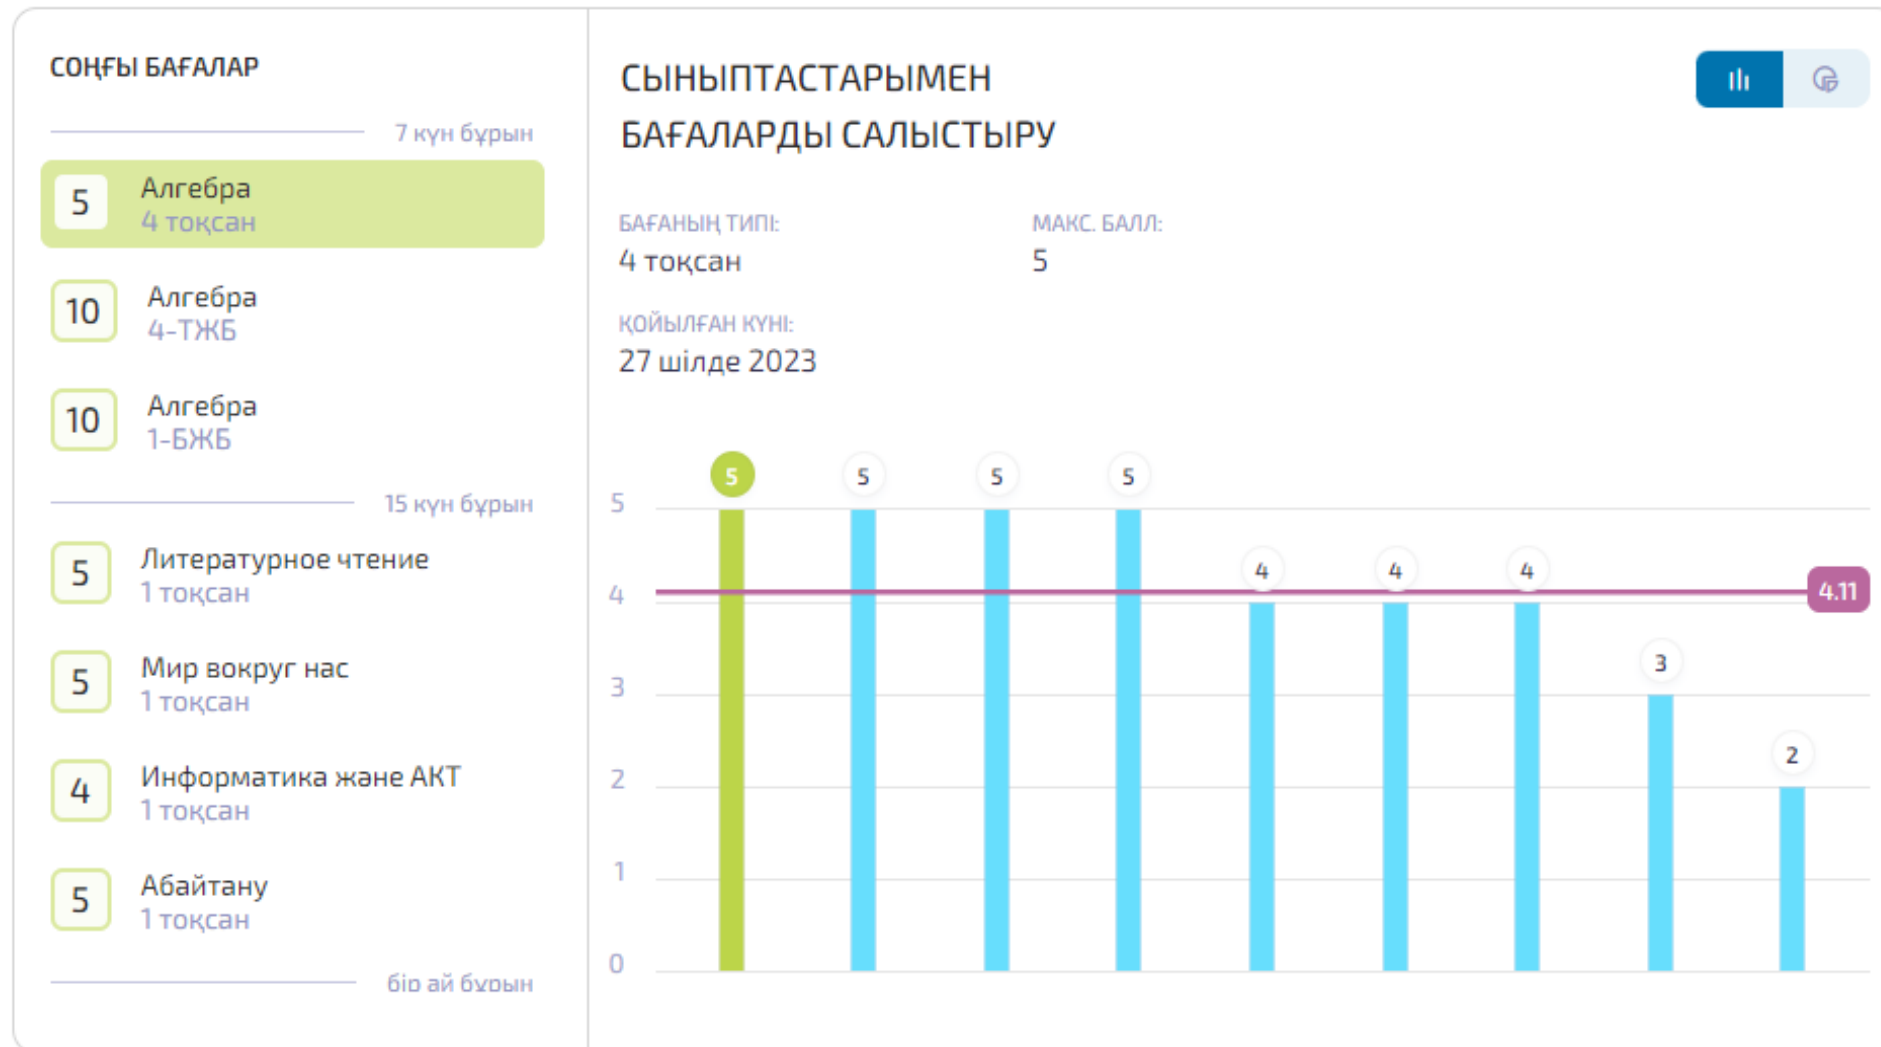 СОҢҒЫ БАҒАЛАР
7 күн бұрын
5
Алгебра
4 тоқсан
10
Алгебра
4-ТЖБ
10
Алгебра
1-БЖБ
15 күн бұрын
5
Литературное чтение
1 тоқсан
5
Мир вокруг нас
1 тоқсан
4
Информатика және АКТ
1 тоқсан
5
Абайтану
1 тоқсан
бір ай бұрын
СЫНЫПТАСТАРЫМЕН
БАҒАЛАРДЫ САЛЫСТЫРУ
БАҒАНЫҢ ТИПІ:
4 тоқсан
МАКС. БАЛЛ:
5
ҚОЙЫЛҒАН КҮНІ:
27 шілде 2023
5 5 5 5 4 4 4 3 2
4.11
5
4
3
2
1
0